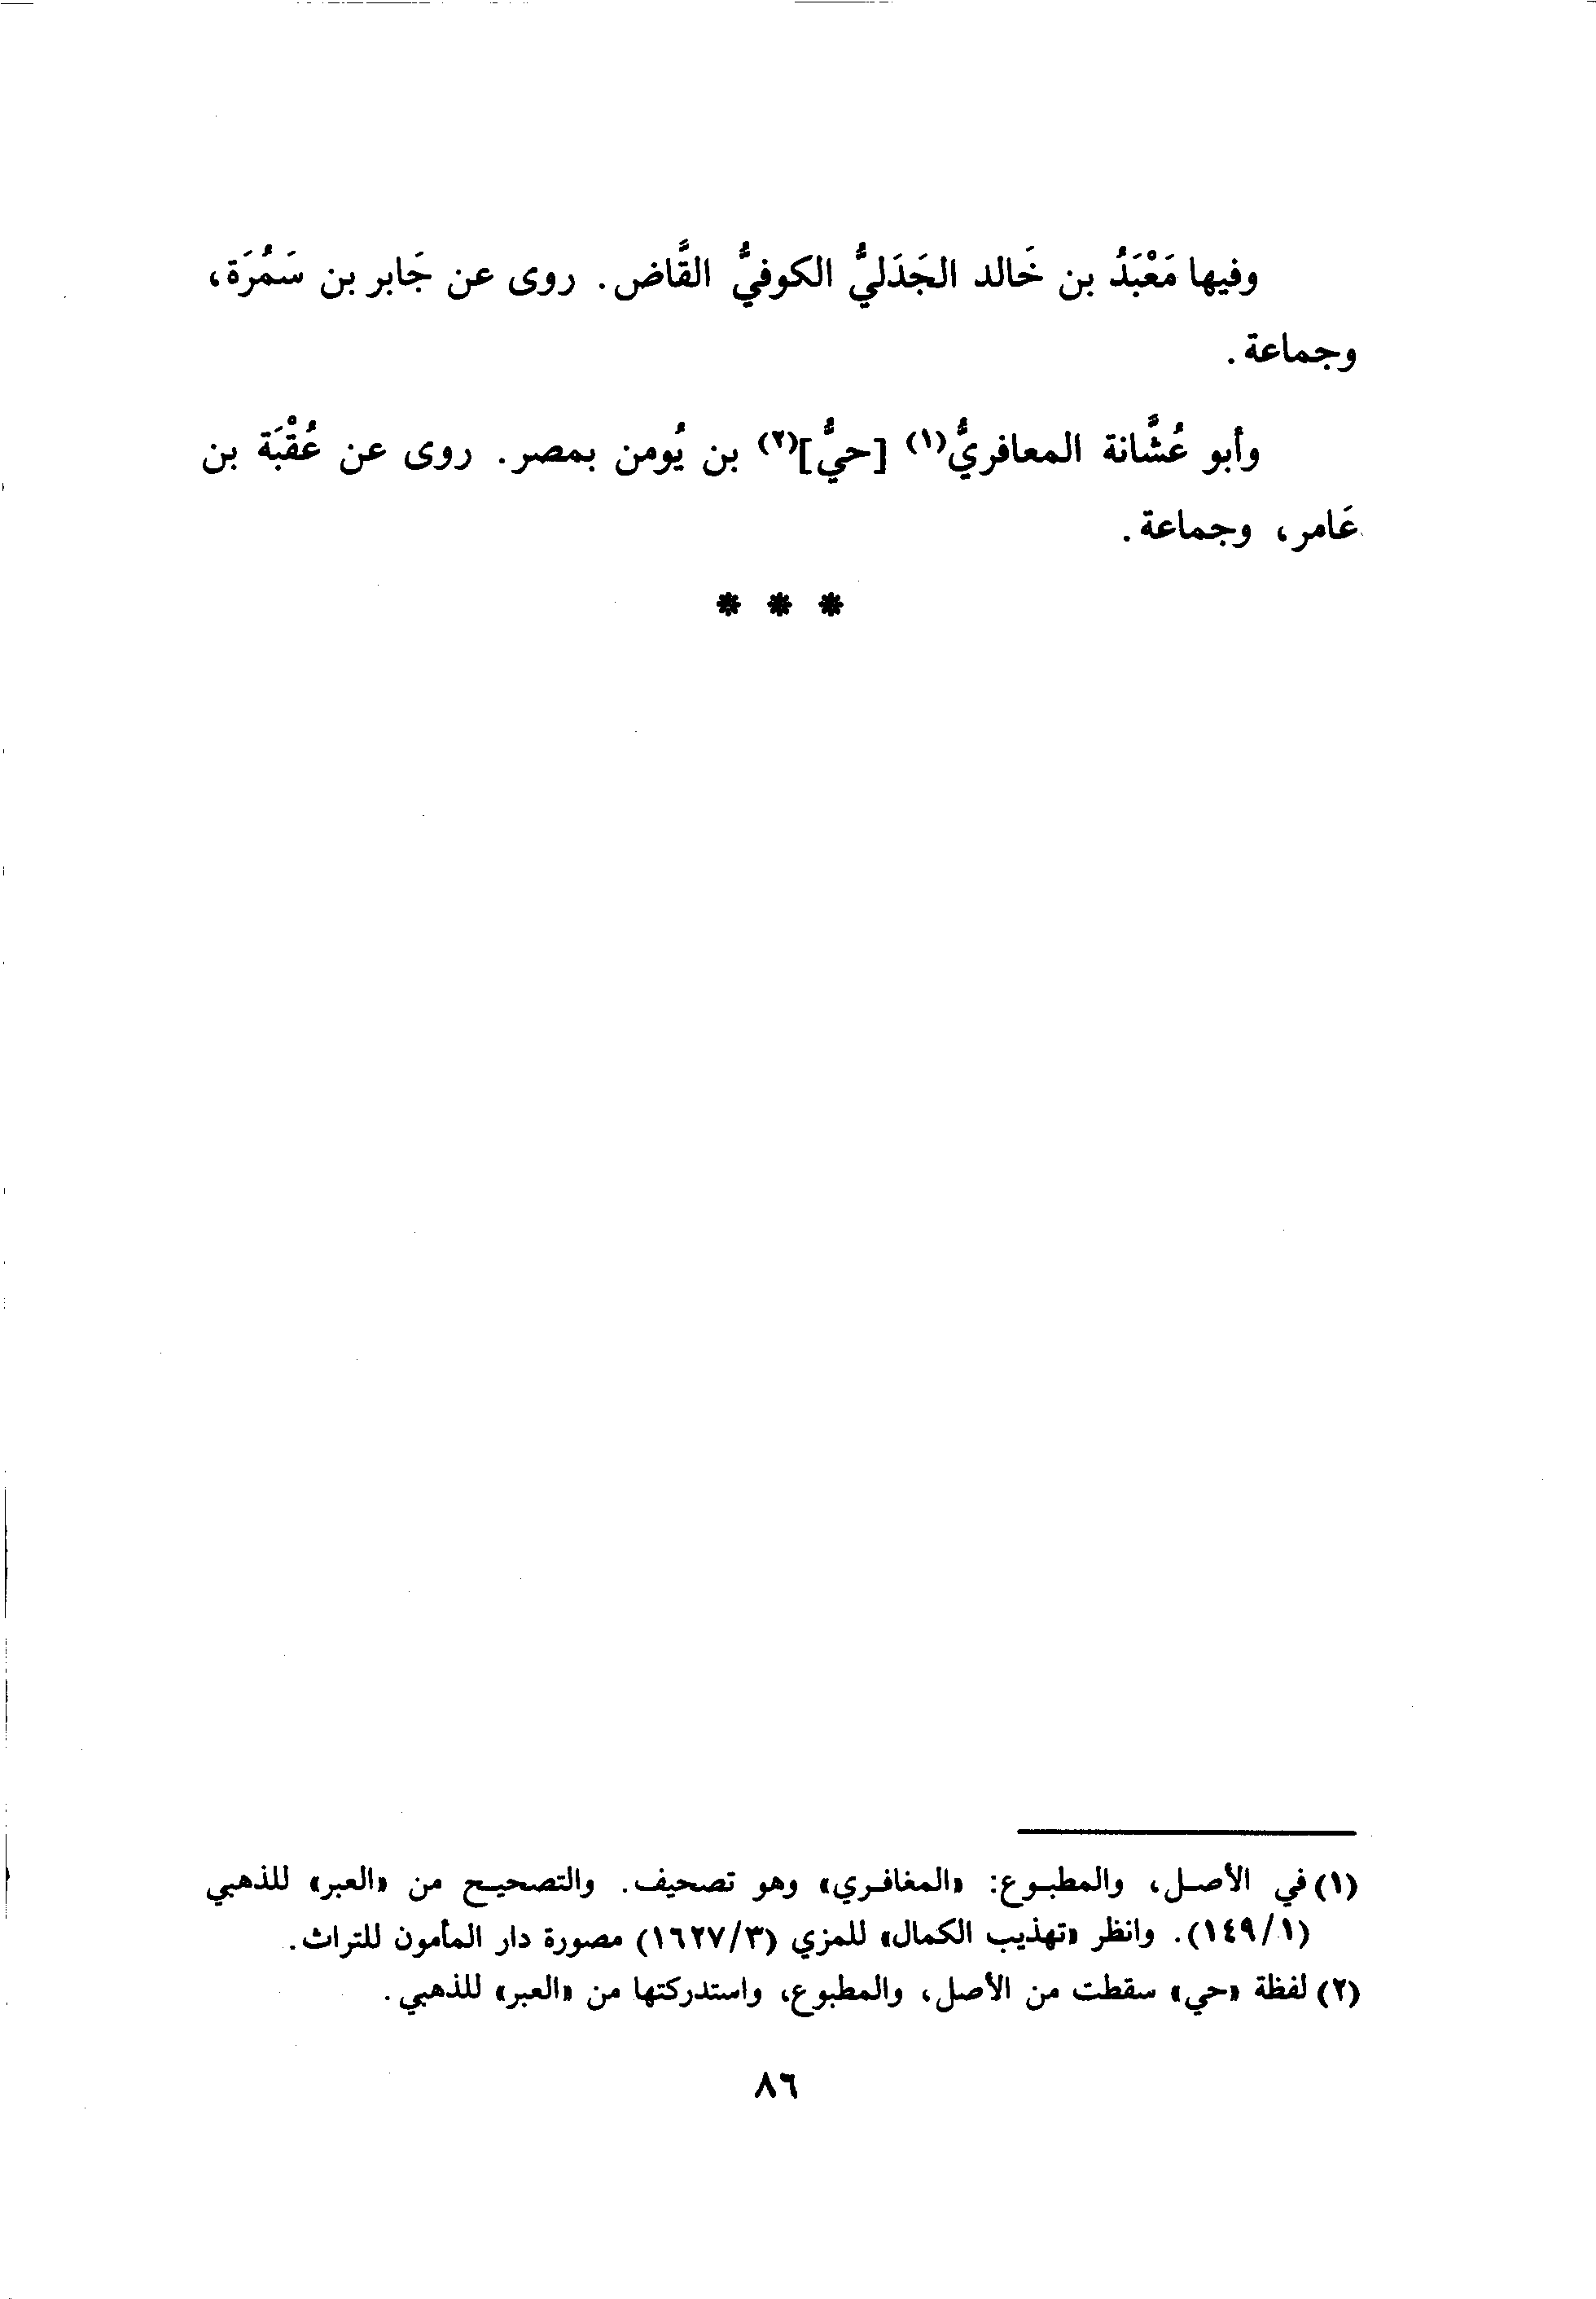 وفيها مَعْبَدُ بن خَالد الجَدَليُّ الكوفيُّ القَّاص. روى عن جَابر بن سَمُرَة،
وجماعة.
وأبو عُشَّانة المعافريُّ(١) [حيُّ](٢) بن يُومن بمصر. روى عن عُقْبَة بن
عَامر، وجماعة.
* * *
(١) في الأصل، والمطبوع: «المغافري» وهو تصحيف. والتصحيح من «العبر» للذهبي
(١٤٩/١). وانظر «تهذيب الكمال» للمزي (١٦٢٧/٣) مصورة دار المأمون للتراث.
(٢) لفظة «حي» سقطت من الأصل، والمطبوع، واستدركتها من «العبر» للذهبي.
٨٦